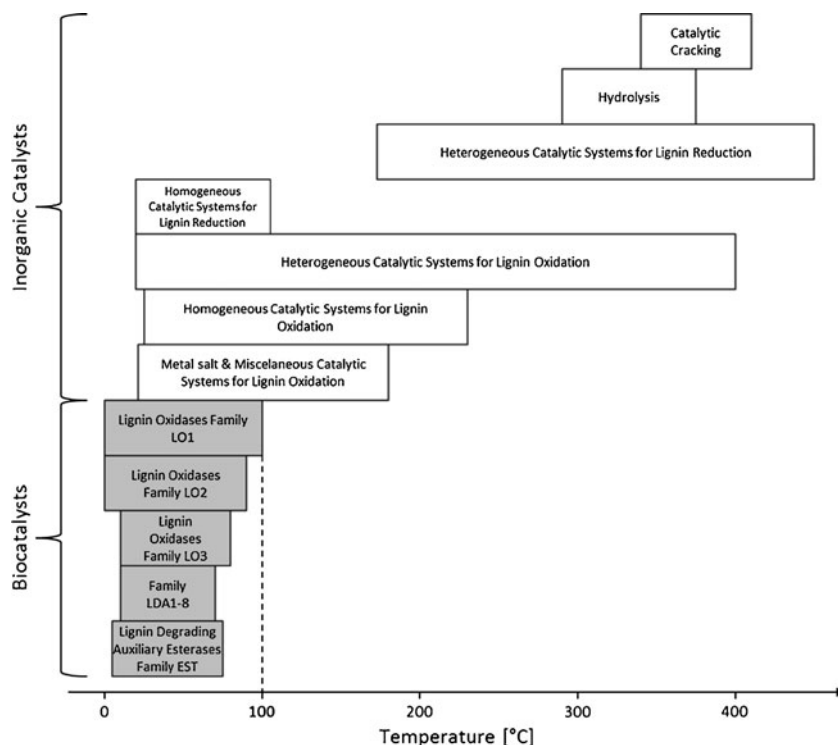 Catalytic
Cracking
Hydrolysis
Heterogeneous Catalytic Systems for Lignin Reduction
Homogeneous
Catalytic Systems for
Lignin Reduction
Heterogeneous Catalytic Systems for Lignin Oxidation
Homogeneous Catalytic Systems for Lignin
Oxidation
Metal salt & Miscelaneous Catalytic
Systems for Lignin Oxidation
Inorganic Catalysts
Lignin Oxidases Family
LO1
Lignin Oxidases
Family LO2
Lignin
Oxidases
Family LO3
Family
LDA1-8
Lignin Degrading
Auxiliary Esterases
Family EST
Biocatalysts
0 100 200 300 400
Temperature [°C]